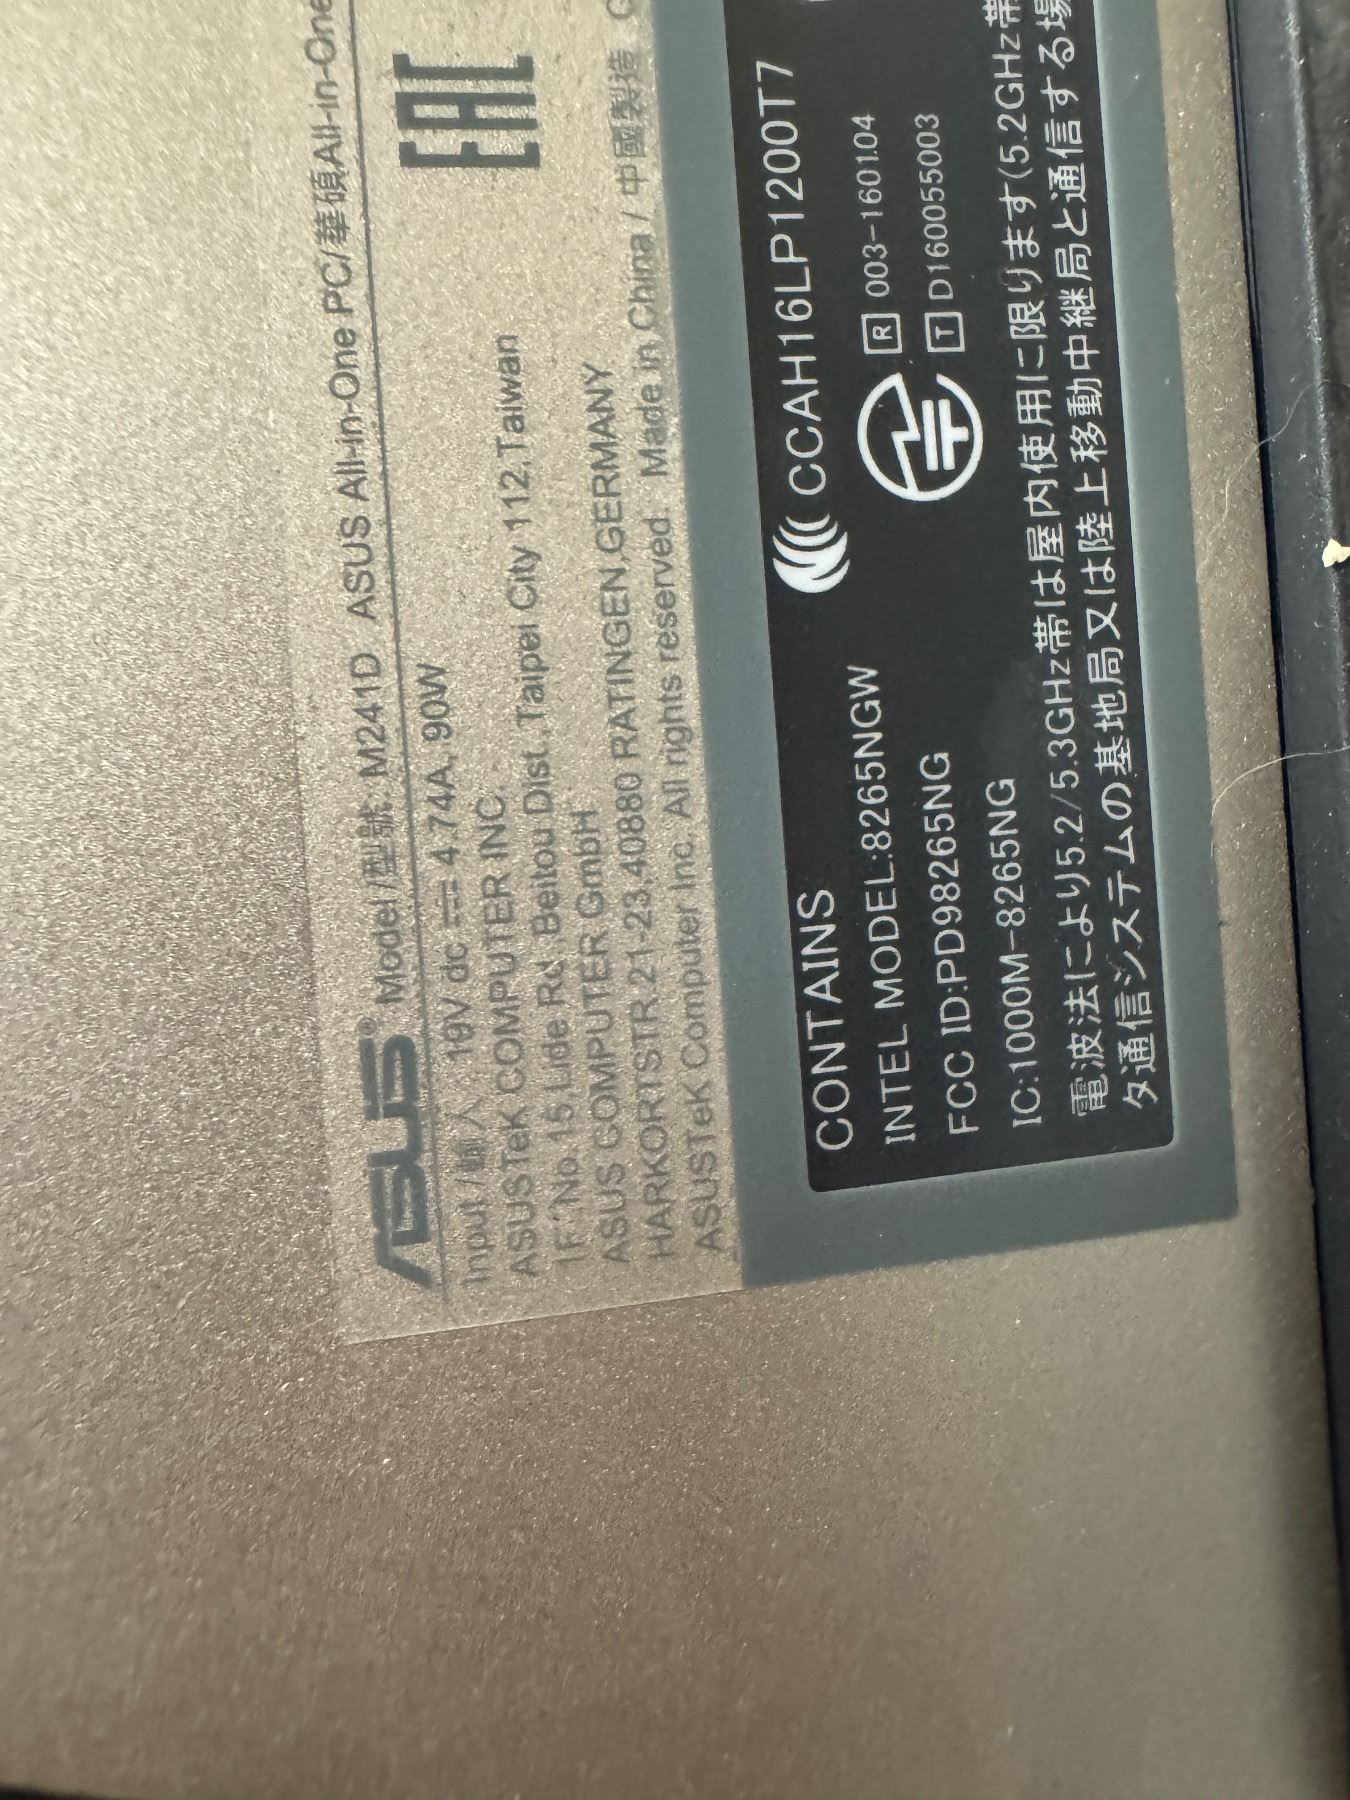 ASUS® Model /型號: M241D ASUS All-in-One PC/華碩All-in-One
Input / 輸入: 19V dc ⎓ 4.74A, 90W
EAC
ASUSTeK COMPUTER INC.
1F., No. 15,Lide Rd.,Beitou Dist.,Taipei City 112,Taiwan
ASUS COMPUTER GmbH
HARKORTSTR.21-23,40880 RATINGEN,GERMANY
ASUSTeK Computer Inc. All rights reserved. Made in China / 中國製造
CONTAINS
CCAH16LP1200T7
INTEL MODEL:8265NGW
R 003-160104
FCC ID:PD98265NG
T D160055003
IC:1000M-8265NG
電波法により5.2/5.3GHz帯は屋内使用に限ります(5.2GHz帯
タ通信システムの基地局又は陸上移動中継局と通信する場